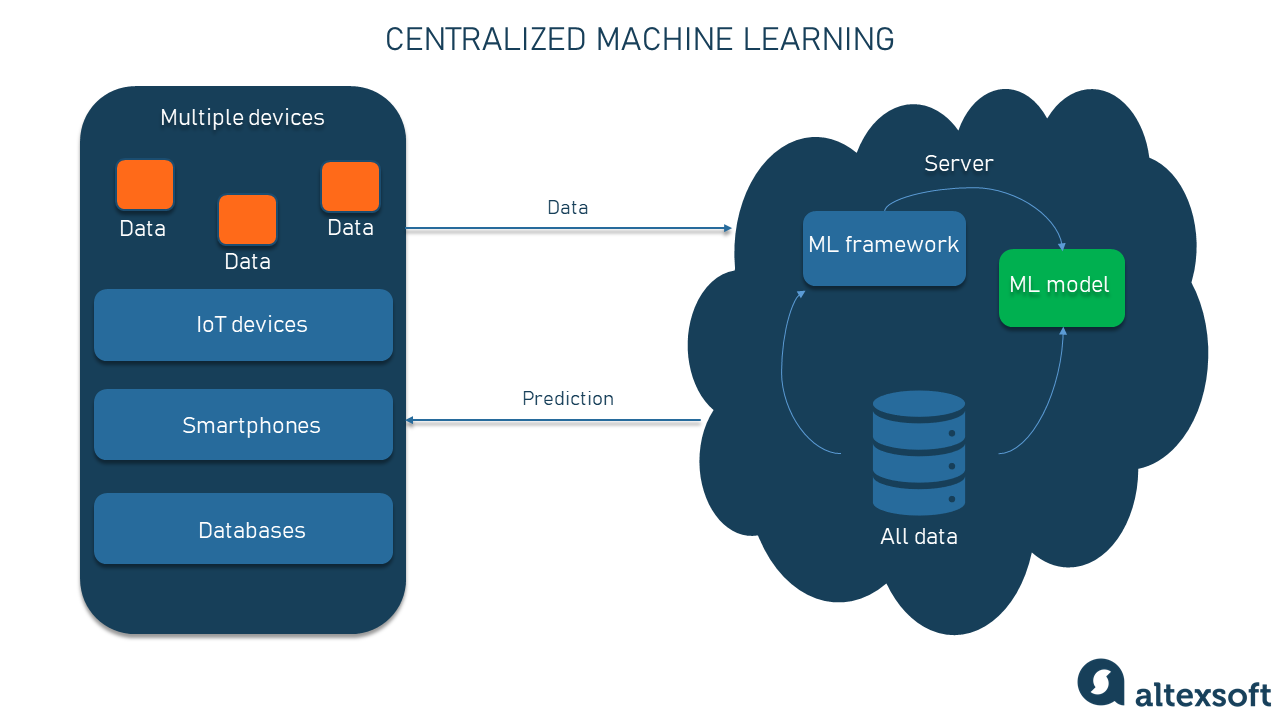 CENTRALIZED MACHINE LEARNING
Multiple devices
Data
Data
Data
IoT devices
Smartphones
Databases
Data
Prediction
Server
ML framework
ML model
All data
altexsoft